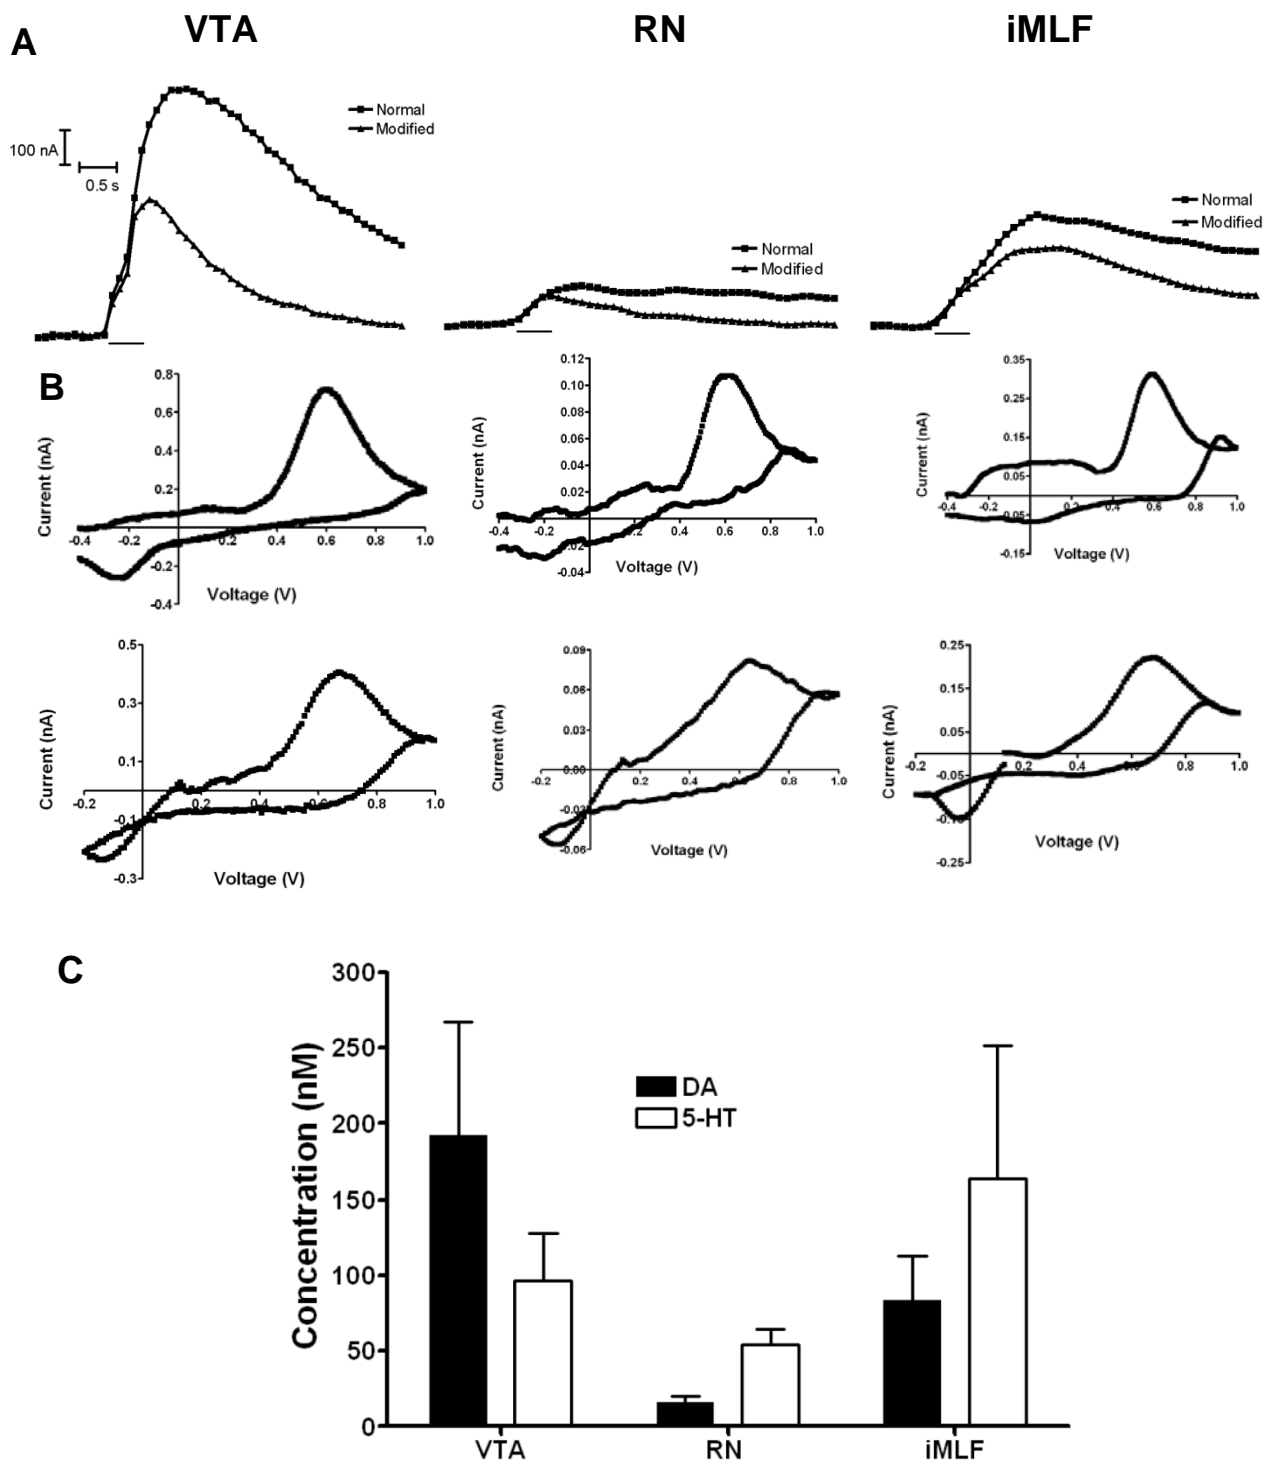 VTA RN iMLF
A
Normal
Modified
100 nA
0.5 s
Normal
Modified
Normal
Modified
B
0.8
0.6
0.4
0.2
-0.2
-0.4
-0.4 -0.2 0.2 0.4 0.6 0.8 1.0
Current (nA)
Voltage (V)
0.12
0.10
0.08
0.06
0.04
0.02
-0.02
-0.04
-0.4 -0.2 0.2 0.4 0.6 0.8 1.0
Current (nA)
Voltage (V)
0.35
0.25
0.15
0.05
-0.05
-0.15
-0.4 -0.2 0.2 0.4 0.6 0.8 1.0
Current (nA)
Voltage (V)
0.5
0.3
0.1
-0.1
-0.3
-0.2 0.2 0.4 0.6 0.8 1.0
Current (nA)
Voltage (V)
0.09
0.06
0.03
0.00
-0.03
-0.06
-0.2 0.2 0.4 0.6 0.8 1.0
Current (nA)
Voltage (V)
0.25
0.15
0.05
-0.05
-0.15
-0.25
-0.2 0.2 0.4 0.6 0.8 1.0
Current (nA)
Voltage (V)
C
300
250
200
150
100
50
0
Concentration (nM)
DA
5-HT
VTA RN iMLF